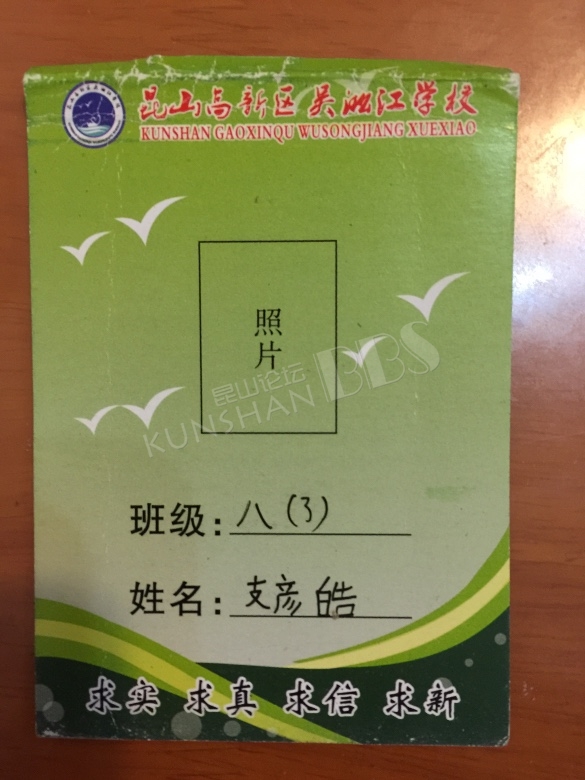 昆山高新区吴淞江学校
KUNSHAN GAOXINQU WUSONGJIANG XUEXIAO
照
片
昆山论坛
KUNSHAN BBS
班级：八(3)
姓名：支彦皓
求实 求真 求信 求新